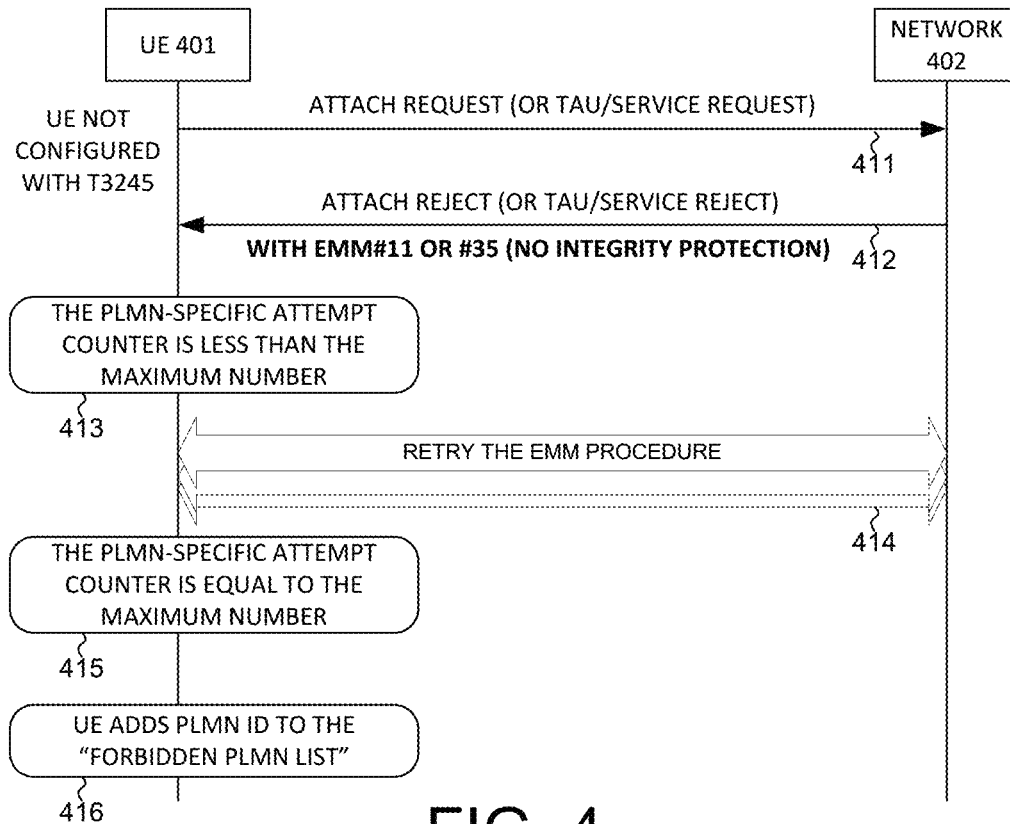 UE 401
NETWORK
402
UE NOT
CONFIGURED
WITH T3245
ATTACH REQUEST (OR TAU/SERVICE REQUEST)
411
ATTACH REJECT (OR TAU/SERVICE REJECT)
WITH EMM#11 OR #35 (NO INTEGRITY PROTECTION)
412
THE PLMN-SPECIFIC ATTEMPT
COUNTER IS LESS THAN THE
MAXIMUM NUMBER
413
RETRY THE EMM PROCEDURE
414
THE PLMN-SPECIFIC ATTEMPT
COUNTER IS EQUAL TO THE
MAXIMUM NUMBER
415
UE ADDS PLMN ID TO THE
“FORBIDDEN PLMN LIST”
416
FIG. 4